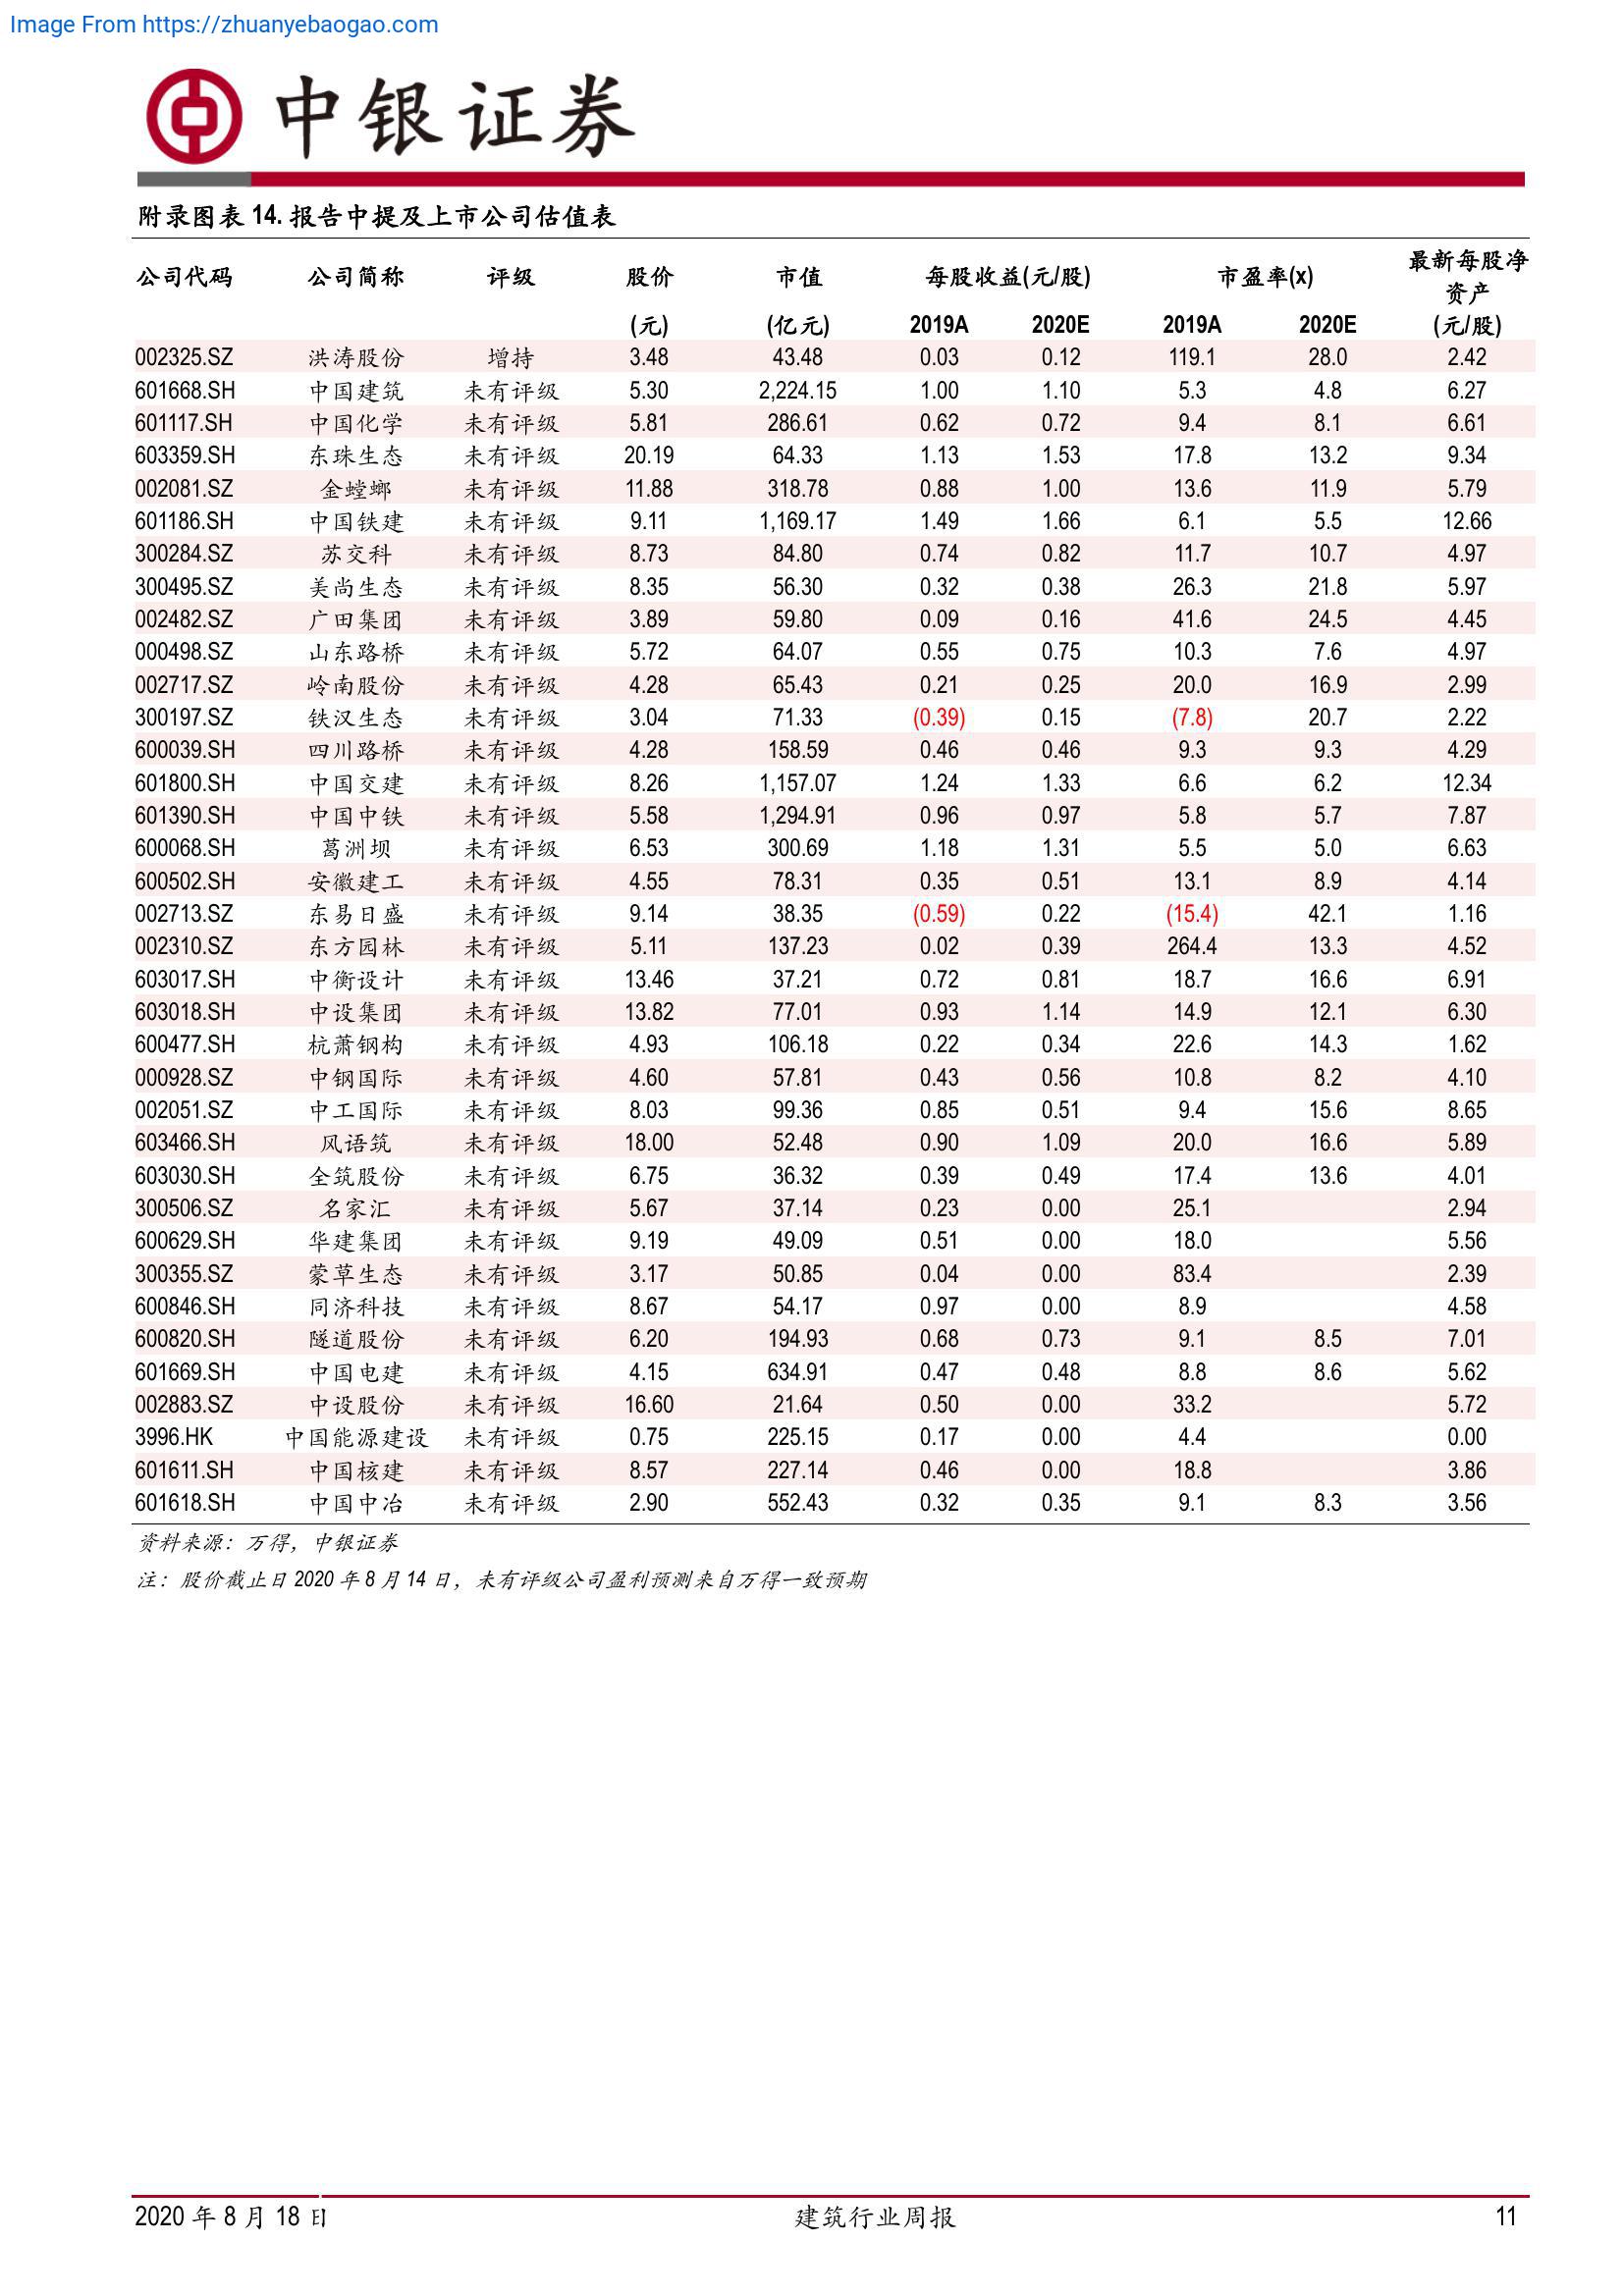 Image From https://zhuanyebaogao.com
中银证券
附录图表 14. 报告中提及上市公司估值表
公司代码 公司简称 评级 股价 市值 每股收益(元/股) 市盈率(x) 最新每股净
资产
(元) (亿元) 2019A 2020E 2019A 2020E (元/股)
002325.SZ 洪涛股份 增持 3.48 43.48 0.03 0.12 119.1 28.0 2.42
601668.SH 中国建筑 未有评级 5.30 2,224.15 1.00 1.10 5.3 4.8 6.27
601117.SH 中国化学 未有评级 5.81 286.61 0.62 0.72 9.4 8.1 6.61
603359.SH 东珠生态 未有评级 20.19 64.33 1.13 1.53 17.8 13.2 9.34
002081.SZ 金螳螂 未有评级 11.88 318.78 0.88 1.00 13.6 11.9 5.79
601186.SH 中国铁建 未有评级 9.11 1,169.17 1.49 1.66 6.1 5.5 12.66
300284.SZ 苏交科 未有评级 8.73 84.80 0.74 0.82 11.7 10.7 4.97
300495.SZ 美尚生态 未有评级 8.35 56.30 0.32 0.38 26.3 21.8 5.97
002482.SZ 广田集团 未有评级 3.89 59.80 0.09 0.16 41.6 24.5 4.45
000498.SZ 山东路桥 未有评级 5.72 64.07 0.55 0.75 10.3 7.6 4.97
002717.SZ 岭南股份 未有评级 4.28 65.43 0.21 0.25 20.0 16.9 2.99
300197.SZ 铁汉生态 未有评级 3.04 71.33 (0.39) 0.15 (7.8) 20.7 2.22
600039.SH 四川路桥 未有评级 4.28 158.59 0.46 0.46 9.3 9.3 4.29
601800.SH 中国交建 未有评级 8.26 1,157.07 1.24 1.33 6.6 6.2 12.34
601390.SH 中国中铁 未有评级 5.58 1,294.91 0.96 0.97 5.8 5.7 7.87
600068.SH 葛洲坝 未有评级 6.53 300.69 1.18 1.31 5.5 5.0 6.63
600502.SH 安徽建工 未有评级 4.55 78.31 0.35 0.51 13.1 8.9 4.14
002713.SZ 东易日盛 未有评级 9.14 38.35 (0.59) 0.22 (15.4) 42.1 1.16
002310.SZ 东方园林 未有评级 5.11 137.23 0.02 0.39 264.4 13.3 4.52
603017.SH 中衡设计 未有评级 13.46 37.21 0.72 0.81 18.7 16.6 6.91
603018.SH 中设集团 未有评级 13.82 77.01 0.93 1.14 14.9 12.1 6.30
600477.SH 杭萧钢构 未有评级 4.93 106.18 0.22 0.34 22.6 14.3 1.62
000928.SZ 中钢国际 未有评级 4.60 57.81 0.43 0.56 10.8 8.2 4.10
002051.SZ 中工国际 未有评级 8.03 99.36 0.85 0.51 9.4 15.6 8.65
603466.SH 风语筑 未有评级 18.00 52.48 0.90 1.09 20.0 16.6 5.89
603030.SH 全筑股份 未有评级 6.75 36.32 0.39 0.49 17.4 13.6 4.01
300506.SZ 名家汇 未有评级 5.67 37.14 0.23 0.00 25.1 2.94
600629.SH 华建集团 未有评级 9.19 49.09 0.51 0.00 18.0 5.56
300355.SZ 蒙草生态 未有评级 3.17 50.85 0.04 0.00 83.4 2.39
600846.SH 同济科技 未有评级 8.67 54.17 0.97 0.00 8.9 4.58
600820.SH 隧道股份 未有评级 6.20 194.93 0.68 0.73 9.1 8.5 7.01
601669.SH 中国电建 未有评级 4.15 634.91 0.47 0.48 8.8 8.6 5.62
002883.SZ 中设股份 未有评级 16.60 21.64 0.50 0.00 33.2 5.72
3996.HK 中国能源建设 未有评级 0.75 225.15 0.17 0.00 4.4 0.00
601611.SH 中国核建 未有评级 8.57 227.14 0.46 0.00 18.8 3.86
601618.SH 中国中冶 未有评级 2.90 552.43 0.32 0.35 9.1 8.3 3.56
资料来源：万得，中银证券
注：股价截止日 2020 年 8 月 14 日，未有评级公司盈利预测来自万得一致预期
2020 年 8 月 18 日 建筑行业周报 11